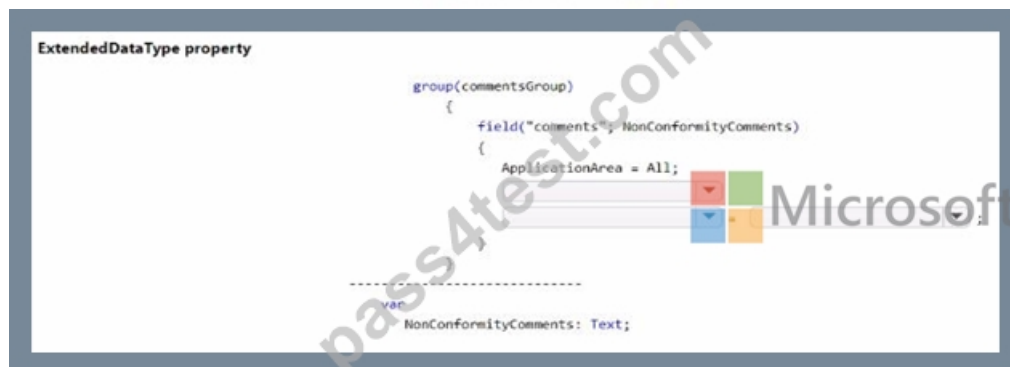 ExtendedDataType property
group(commentsGroup)
{
field("comments"; NonConformityComments)
{
ApplicationArea = All;
Microsoft
= ;
}
}
------------------------------
var
NonConformityComments: Text;
pass4test.com